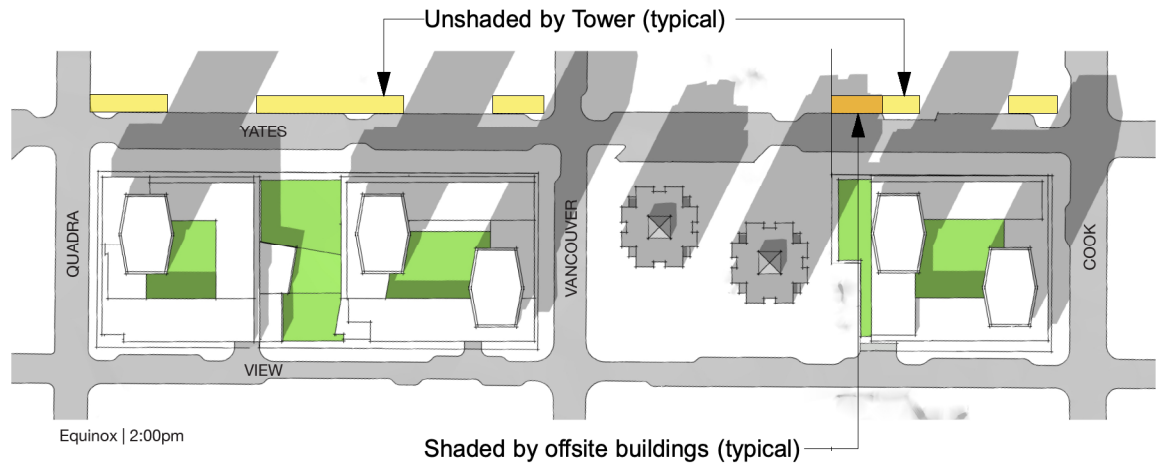 Unshaded by Tower (typical)
YATES
QUADRA
VANCOUVER
COOK
VIEW
Equinox | 2:00pm
Shaded by offsite buildings (typical)